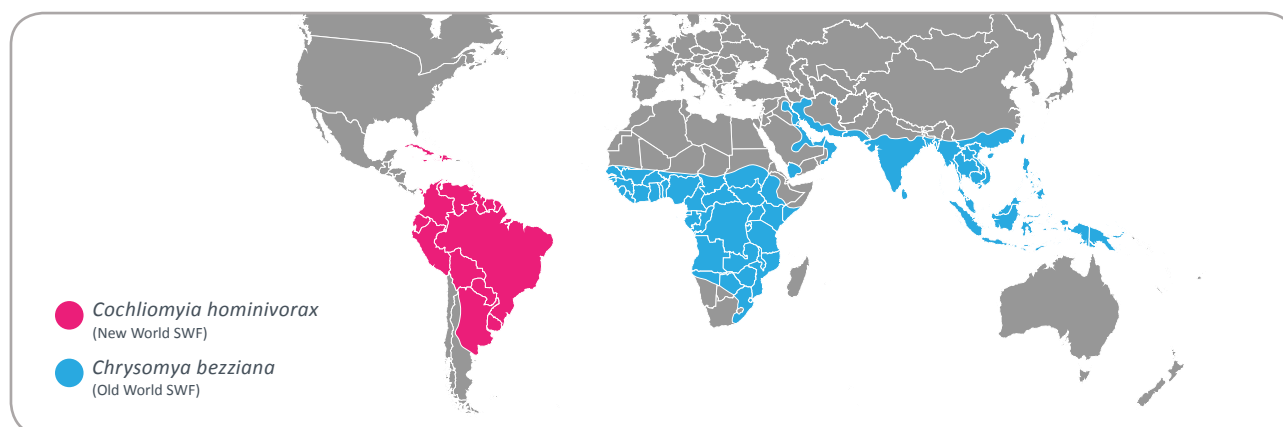 Cochliomyia hominivorax
(New World SWF)
Chrysomya bezziana
(Old World SWF)